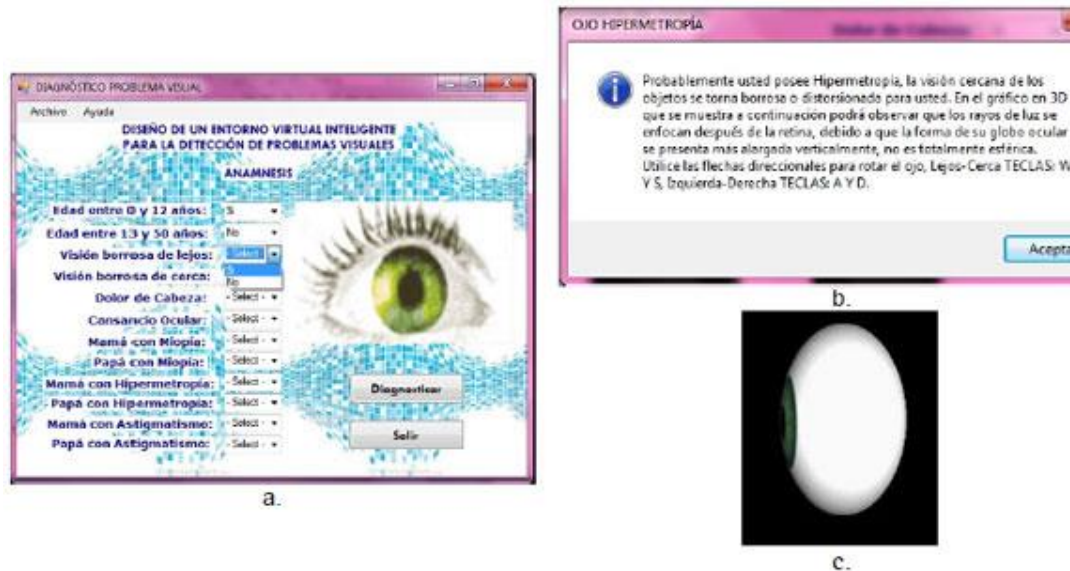 DIAGNÓSTICO PROBLEMA VISUAL
Archivo Ayuda
DISEÑO DE UN ENTORNO VIRTUAL INTELIGENTE
PARA LA DETECCIÓN DE PROBLEMAS VISUALES
ANAMNESIS
Edad entre 0 y 12 años: Si
Edad entre 13 y 50 años: No
Visión borrosa de lejos: - Select -
Si
No
Visión borrosa de cerca:
Dolor de Cabeza: - Select -
Cansancio Ocular: - Select -
Mamá con Miopía: - Select -
Papá con Miopía: - Select -
Mamá con Hipermetropía: - Select -
Papá con Hipermetropía: - Select -
Mamá con Astigmatismo: - Select -
Papá con Astigmatismo: - Select -
Diagnosticar
Salir
a.
OJO HIPERMETROPÍA
Probablemente usted posee Hipermetropía, la visión cercana de los
objetos se torna borrosa o distorsionada para usted. En el gráfico en 3D
que se muestra a continuación podrá observar que los rayos de luz se
enfocan después de la retina, debido a que la forma de su globo ocular
se presenta más alargada verticalmente, no es totalmente esférica.
Utilice las flechas direccionales para rotar el ojo, Lejos-Cerca TECLAS: W
Y S, Izquierda-Derecha TECLAS: A Y D.
Acepta
b.
c.